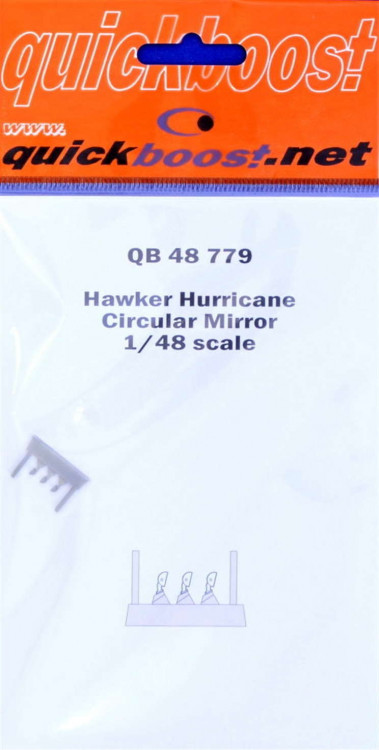 quickboost
www.
quickboost.net
QB 48 779
Hawker Hurricane
Circular Mirror
1/48 scale